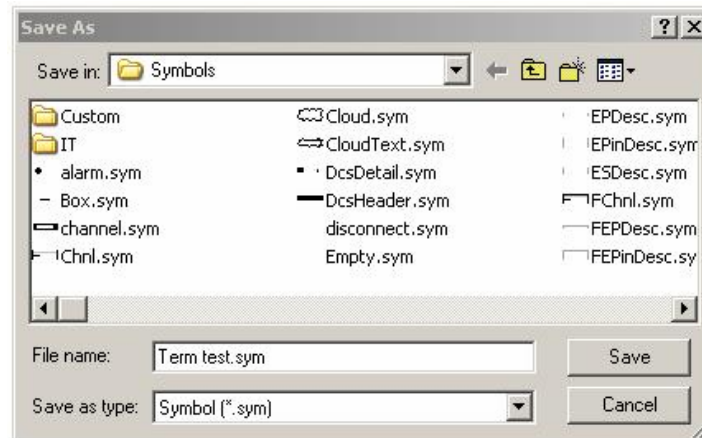 Save As
Save in: Symbols
Custom
IT
alarm.sym
Box.sym
channel.sym
Chnl.sym
Cloud.sym
CloudText.sym
DcsDetail.sym
DcsHeader.sym
disconnect.sym
Empty.sym
EPDesc.sym
EPinDesc.sym
ESDesc.sym
FChnl.sym
FEPDesc.sym
FEPinDesc.sy
File name: Term test.sym
Save
Save as type: Symbol (*.sym)
Cancel